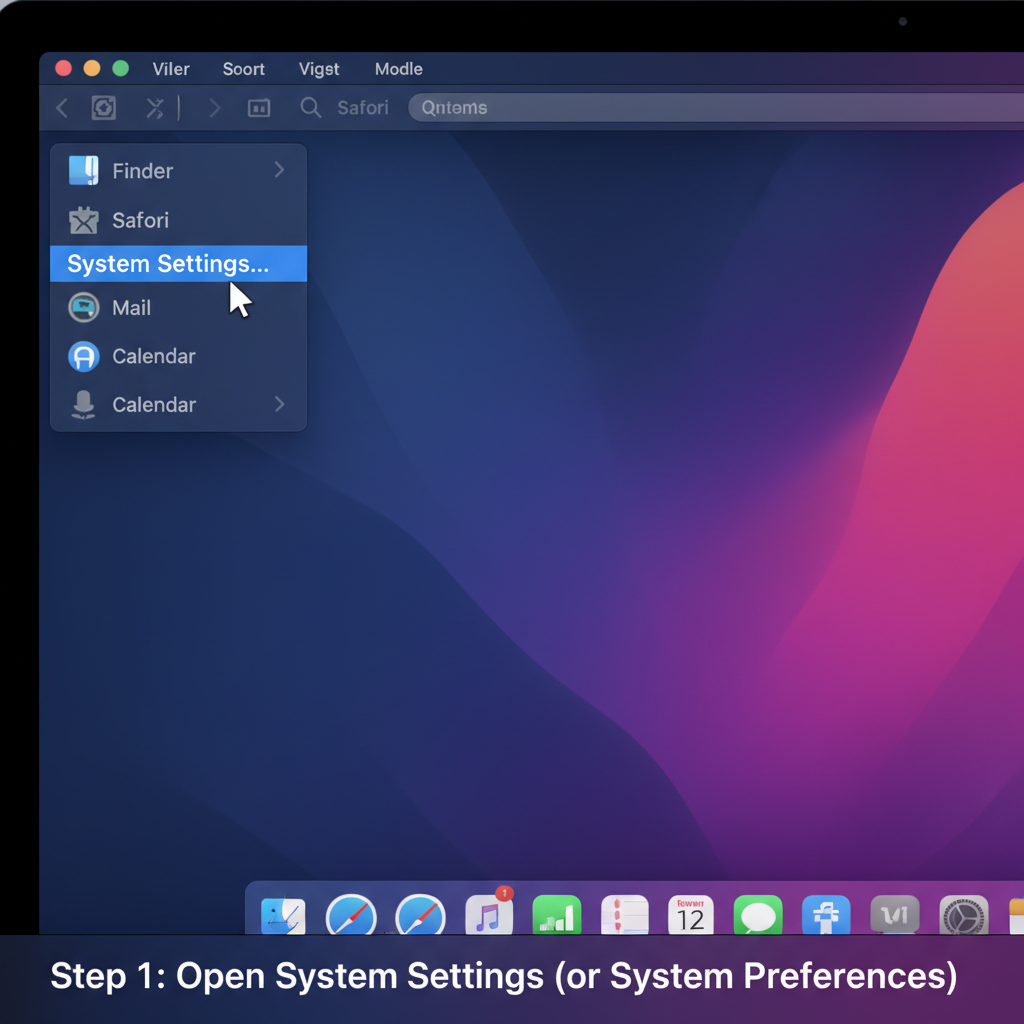 Viler Soort Vigst Modle
Safori Qntems
Finder
Safori
System Settings...
Mail
Calendar
Calendar
1
12
Step 1: Open System Settings (or System Preferences)